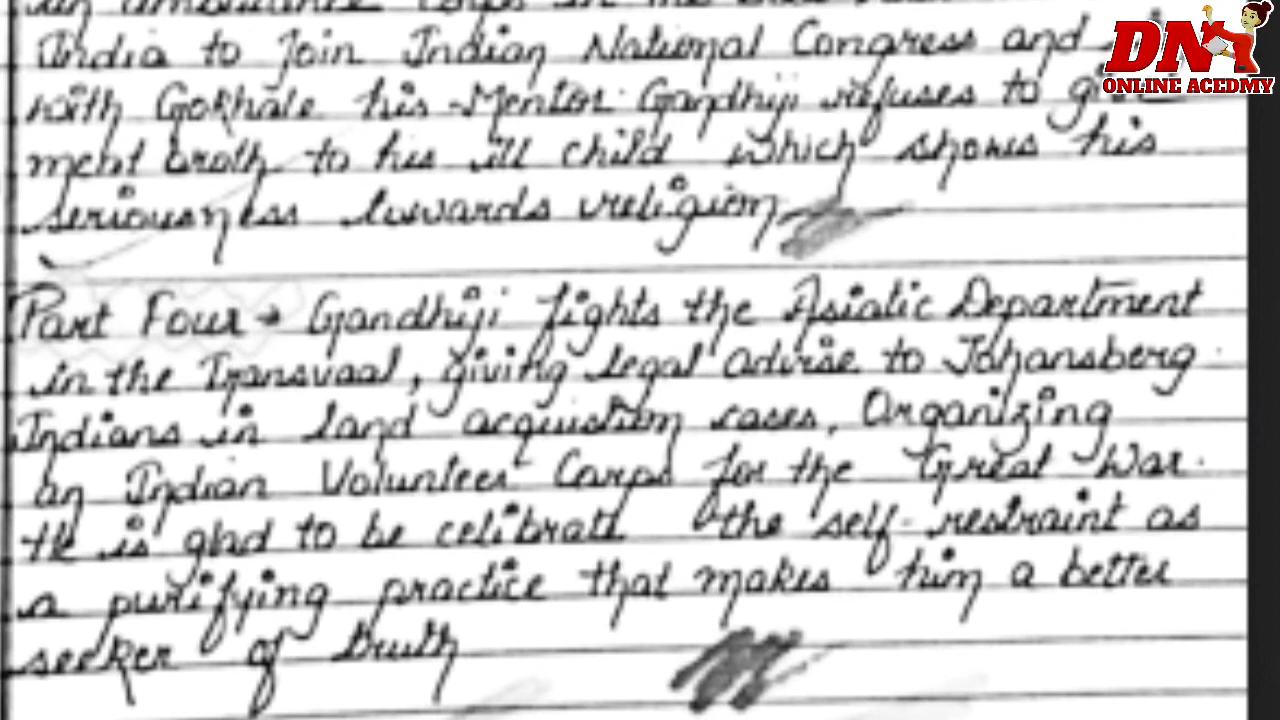 India to Join Indian National Congress and
DN
ONLINE ACEDMY
with Gokhale his Mentor Gandhiji refuses to give
meat broth to his ill child which shows his
seriousness towards religion
Part Four → Gandhiji fights the Asiatic Department
in the Transvaal, giving legal advise to Johansberg
Indians in land acquistion cases, Organizing
an Indian Volunteer Corps for the Great War.
He is glad to be celibrate the self-restraint as
a purifying practice that makes him a better
seeker of Truth